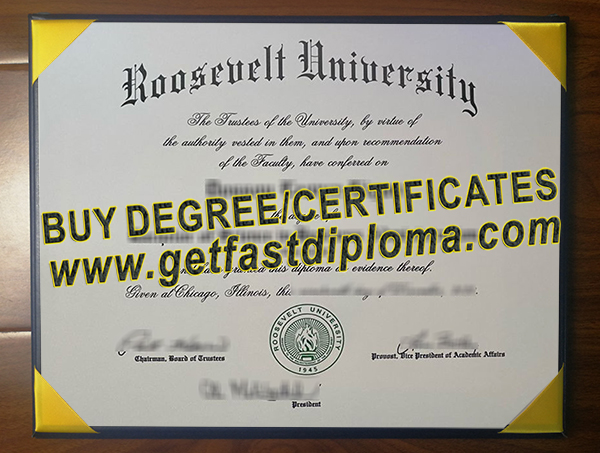 Roosevelt University
The Trustees of the University, by virtue of
the authority vested in them, and upon recommendation
of the Faculty, have conferred on
BUY DEGREE/CERTIFICATES
www.getfastdiploma.com
this diploma in evidence thereof.
Given at Chicago, Illinois, this
ROOSEVELT UNIVERSITY
1945
Chairman, Board of Trustees
Provost, Vice President of Academic Affairs
President